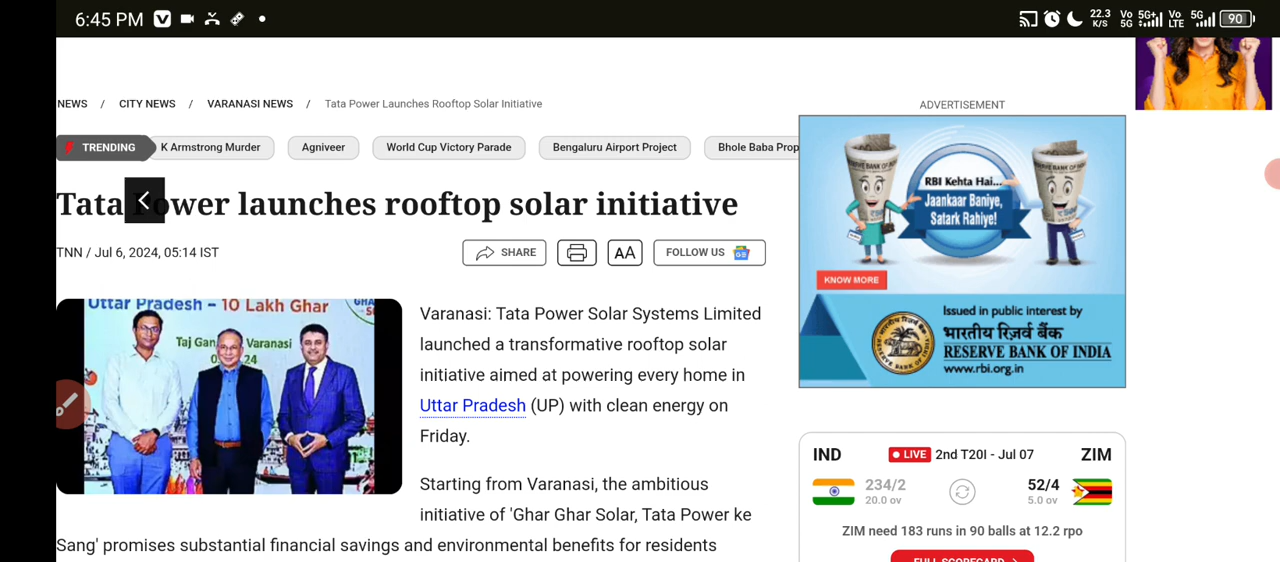 6:45 PM
22.3
K/S
Vo
5G
5G+
Vo
LTE
5G
90
NEWS / CITY NEWS / VARANASI NEWS / Tata Power Launches Rooftop Solar Initiative
ADVERTISEMENT
TRENDING
K Armstrong Murder
Agniveer
World Cup Victory Parade
Bengaluru Airport Project
Bhole Baba Prop
Tata ower launches rooftop solar initiative
TNN / Jul 6, 2024, 05:14 IST
SHARE
AA
FOLLOW US
Uttar Pradesh – 10 Lakh Ghar
Varanasi
Varanasi: Tata Power Solar Systems Limited
launched a transformative rooftop solar
initiative aimed at powering every home in
Uttar Pradesh (UP) with clean energy on
Friday.
Starting from Varanasi, the ambitious
initiative of 'Ghar Ghar Solar, Tata Power ke
Sang' promises substantial financial savings and environmental benefits for residents
RBI Kehta Hai...
Jaankaar Baniye,
Satark Rahiye!
KNOW MORE
Issued in public interest by
भारतीय रिज़र्व बैंक
RESERVE BANK OF INDIA
www.rbi.org.in
IND
LIVE
2nd T20I - Jul 07
ZIM
234/2
20.0 ov
52/4
5.0 ov
ZIM need 183 runs in 90 balls at 12.2 rpo
FULL SCORECARD